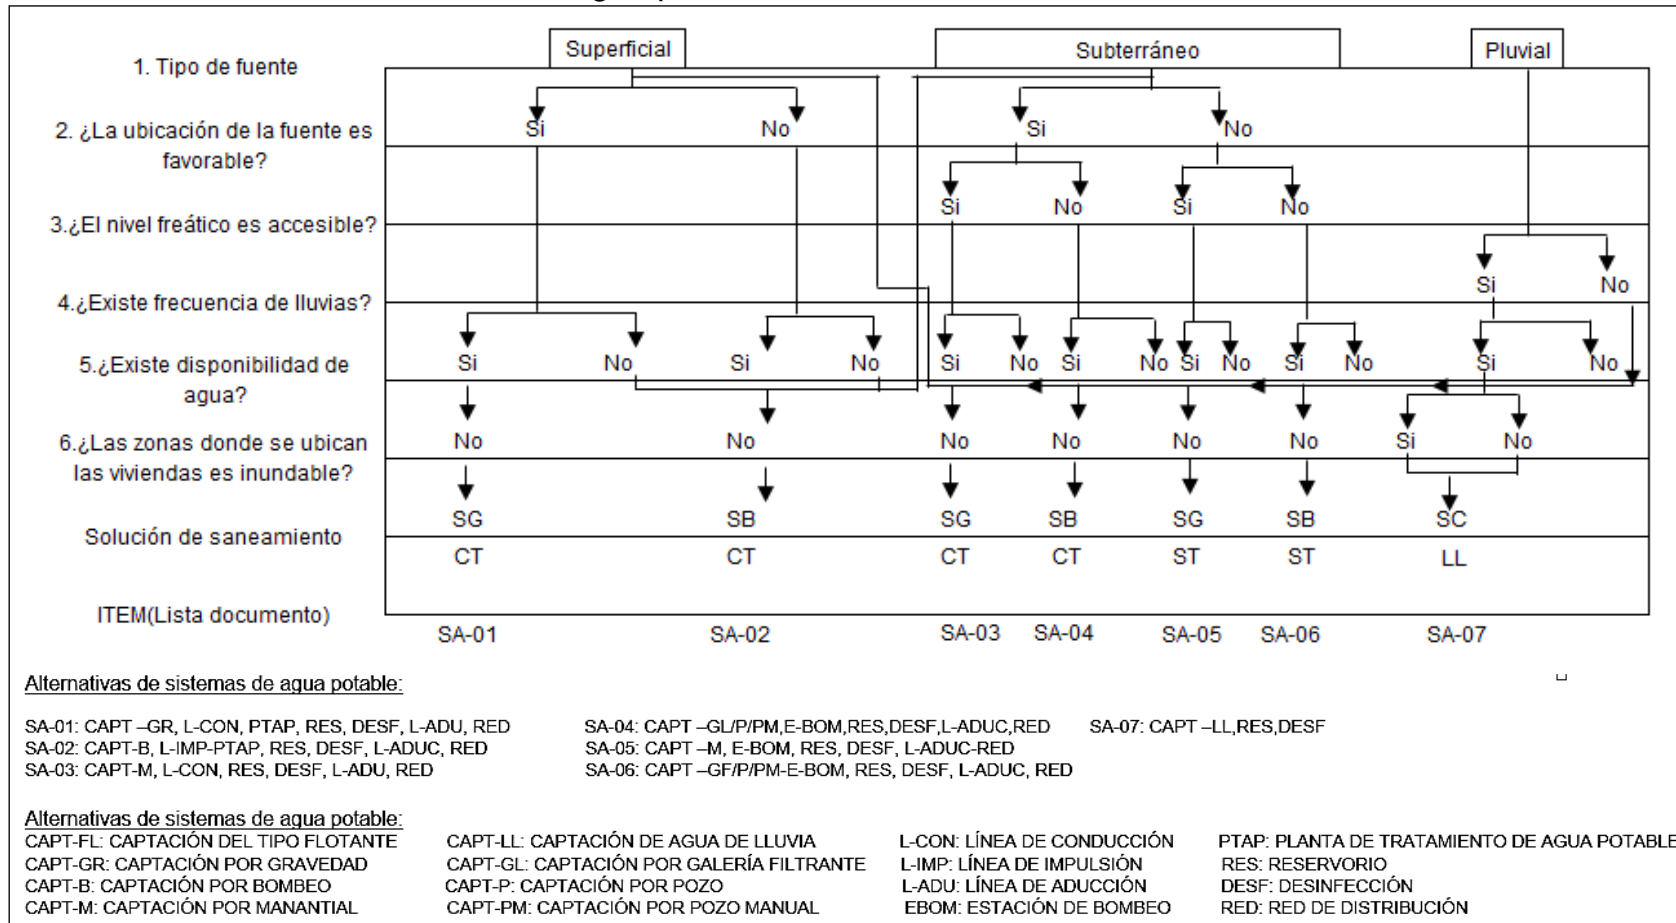 Superficial Subterráneo Pluvial
1. Tipo de fuente
Si No Si No
2. ¿La ubicación de la fuente es
favorable?
Si No Si No
3.¿El nivel freático es accesible?
Si No
4.¿Existe frecuencia de lluvias?
Si No Si No Si No Si No Si No Si No Si No
5.¿Existe disponibilidad de
agua?
No No No No No No Si No
6.¿Las zonas donde se ubican
las viviendas es inundable?
SG SB SG SB SG SB SC
Solución de saneamiento
CT CT CT CT ST ST LL
ITEM(Lista documento)
SA-01 SA-02 SA-03 SA-04 SA-05 SA-06 SA-07
Alternativas de sistemas de agua potable:
SA-01: CAPT –GR, L-CON, PTAP, RES, DESF, L-ADU, RED SA-04: CAPT –GL/P/PM,E-BOM,RES,DESF,L-ADUC,RED SA-07: CAPT –LL,RES,DESF
SA-02: CAPT-B, L-IMP-PTAP, RES, DESF, L-ADUC, RED SA-05: CAPT –M, E-BOM, RES, DESF, L-ADUC-RED
SA-03: CAPT-M, L-CON, RES, DESF, L-ADU, RED SA-06: CAPT –GF/P/PM-E-BOM, RES, DESF, L-ADUC, RED
Alternativas de sistemas de agua potable:
CAPT-FL: CAPTACIÓN DEL TIPO FLOTANTE CAPT-LL: CAPTACIÓN DE AGUA DE LLUVIA L-CON: LÍNEA DE CONDUCCIÓN PTAP: PLANTA DE TRATAMIENTO DE AGUA POTABLE
CAPT-GR: CAPTACIÓN POR GRAVEDAD CAPT-GL: CAPTACIÓN POR GALERÍA FILTRANTE L-IMP: LÍNEA DE IMPULSIÓN RES: RESERVORIO
CAPT-B: CAPTACIÓN POR BOMBEO CAPT-P: CAPTACIÓN POR POZO L-ADU: LÍNEA DE ADUCCIÓN DESF: DESINFECCIÓN
CAPT-M: CAPTACIÓN POR MANANTIAL CAPT-PM: CAPTACIÓN POR POZO MANUAL EBOM: ESTACIÓN DE BOMBEO RED: RED DE DISTRIBUCIÓN